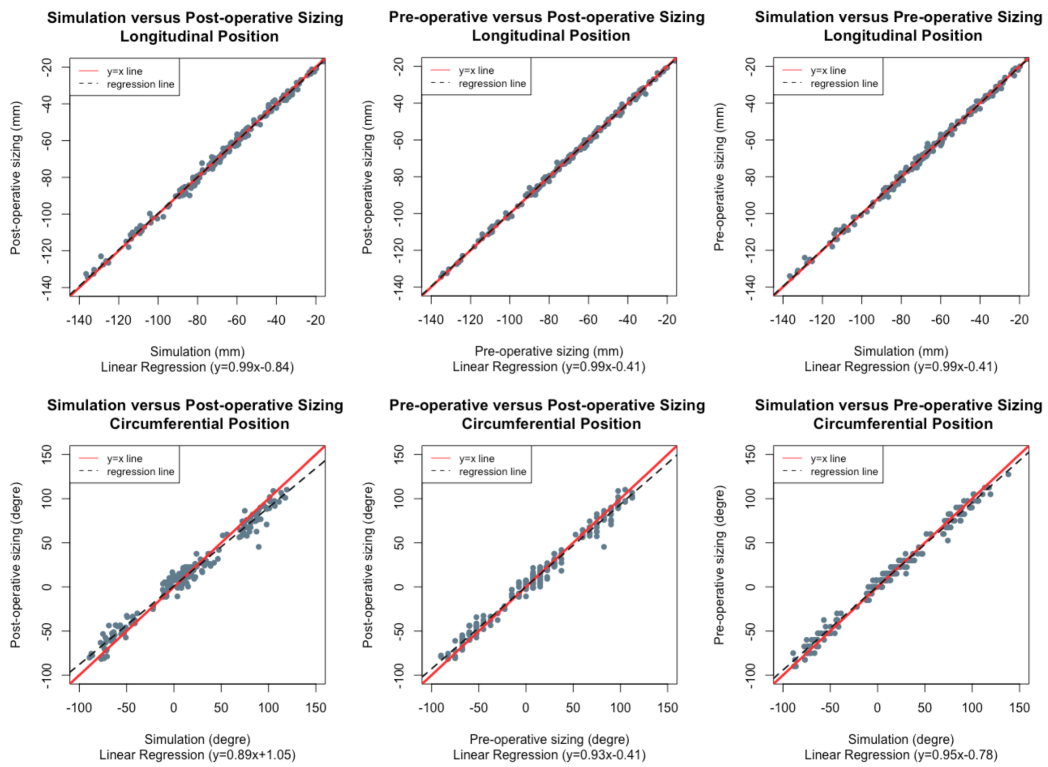 Simulation versus Post-operative Sizing
Longitudinal Position
y=x line
regression line
-20
-40
-60
-80
-100
-120
-140
Post-operative sizing (mm)
-140 -120 -100 -80 -60 -40 -20
Simulation (mm)
Linear Regression (y=0.99x-0.84)
Pre-operative versus Post-operative Sizing
Longitudinal Position
y=x line
regression line
-20
-40
-60
-80
-100
-120
-140
Post-operative sizing (mm)
-140 -120 -100 -80 -60 -40 -20
Pre-operative sizing (mm)
Linear Regression (y=0.99x-0.41)
Simulation versus Pre-operative Sizing
Longitudinal Position
y=x line
regression line
-20
-40
-60
-80
-100
-120
-140
Pre-operative sizing (mm)
-140 -120 -100 -80 -60 -40 -20
Simulation (mm)
Linear Regression (y=0.99x-0.41)
Simulation versus Post-operative Sizing
Circumferential Position
y=x line
regression line
150
100
50
0
-50
-100
Post-operative sizing (degre)
-100 -50 0 50 100 150
Simulation (degre)
Linear Regression (y=0.89x+1.05)
Pre-operative versus Post-operative Sizing
Circumferential Position
y=x line
regression line
150
100
50
0
-50
-100
Post-operative sizing (degre)
-100 -50 0 50 100 150
Pre-operative sizing (degre)
Linear Regression (y=0.93x-0.41)
Simulation versus Pre-operative Sizing
Circumferential Position
y=x line
regression line
150
100
50
0
-50
-100
Pre-operative sizing (degre)
-100 -50 0 50 100 150
Simulation (degre)
Linear Regression (y=0.95x-0.78)